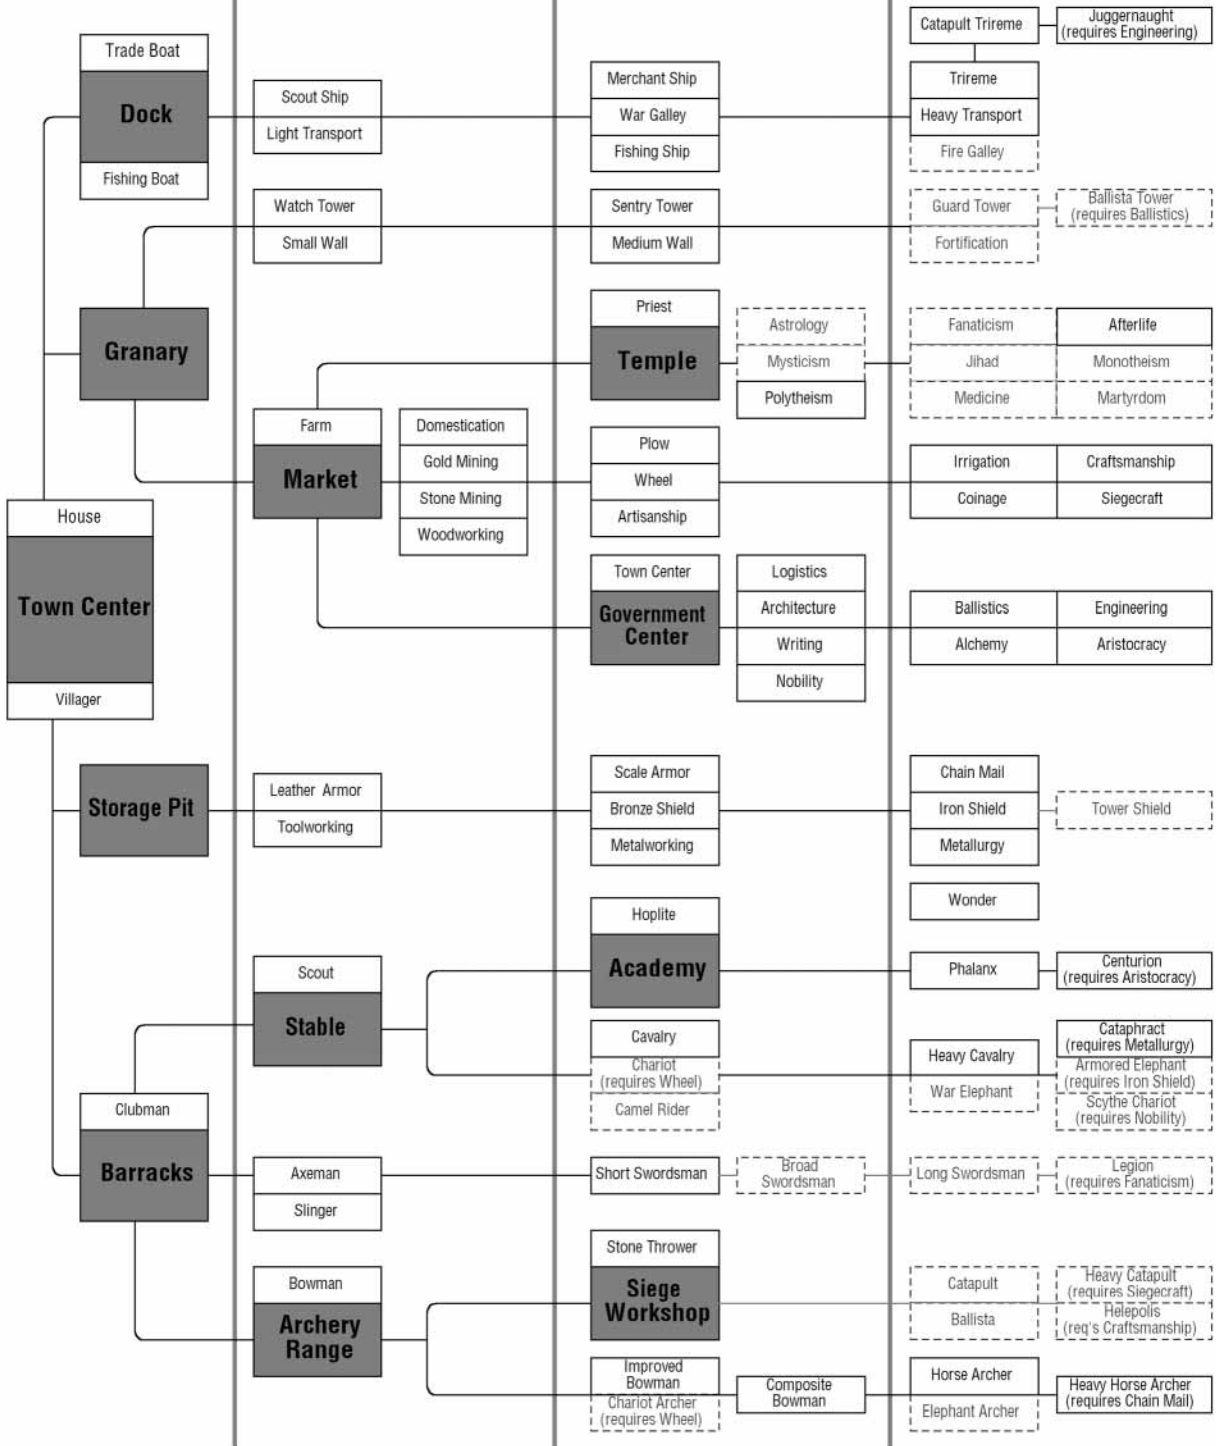 Catapult Trireme
Juggernaught
(requires Engineering)
Trade Boat
Dock
Fishing Boat
Scout Ship
Light Transport
Merchant Ship
War Galley
Fishing Ship
Trireme
Heavy Transport
Fire Galley
Watch Tower
Small Wall
Sentry Tower
Medium Wall
Guard Tower
Fortification
Ballista Tower
(requires Ballistics)
Granary
Priest
Temple
Astrology
Mysticism
Polytheism
Fanaticism
Afterlife
Jihad
Monotheism
Medicine
Martyrdom
Farm
Market
Domestication
Gold Mining
Stone Mining
Woodworking
Plow
Wheel
Artisanship
Irrigation
Craftsmanship
Coinage
Siegecraft
House
Town Center
Villager
Town Center
Government
Center
Logistics
Architecture
Writing
Nobility
Ballistics
Engineering
Alchemy
Aristocracy
Storage Pit
Leather Armor
Toolworking
Scale Armor
Bronze Shield
Metalworking
Chain Mail
Iron Shield
Metallurgy
Tower Shield
Wonder
Scout
Stable
Hoplite
Academy
Phalanx
Centurion
(requires Aristocracy)
Cavalry
Chariot
(requires Wheel)
Camel Rider
Heavy Cavalry
War Elephant
Cataphract
(requires Metallurgy)
Armored Elephant
(requires Iron Shield)
Scythe Chariot
(requires Nobility)
Clubman
Barracks
Axeman
Slinger
Short Swordsman
Broad
Swordsman
Long Swordsman
Legion
(requires Fanaticism)
Bowman
Archery
Range
Stone Thrower
Siege
Workshop
Catapult
Ballista
Heavy Catapult
(requires Siegecraft)
Helepolis
(req's Craftsmanship)
Improved
Bowman
Chariot Archer
(requires Wheel)
Composite
Bowman
Horse Archer
Elephant Archer
Heavy Horse Archer
(requires Chain Mail)